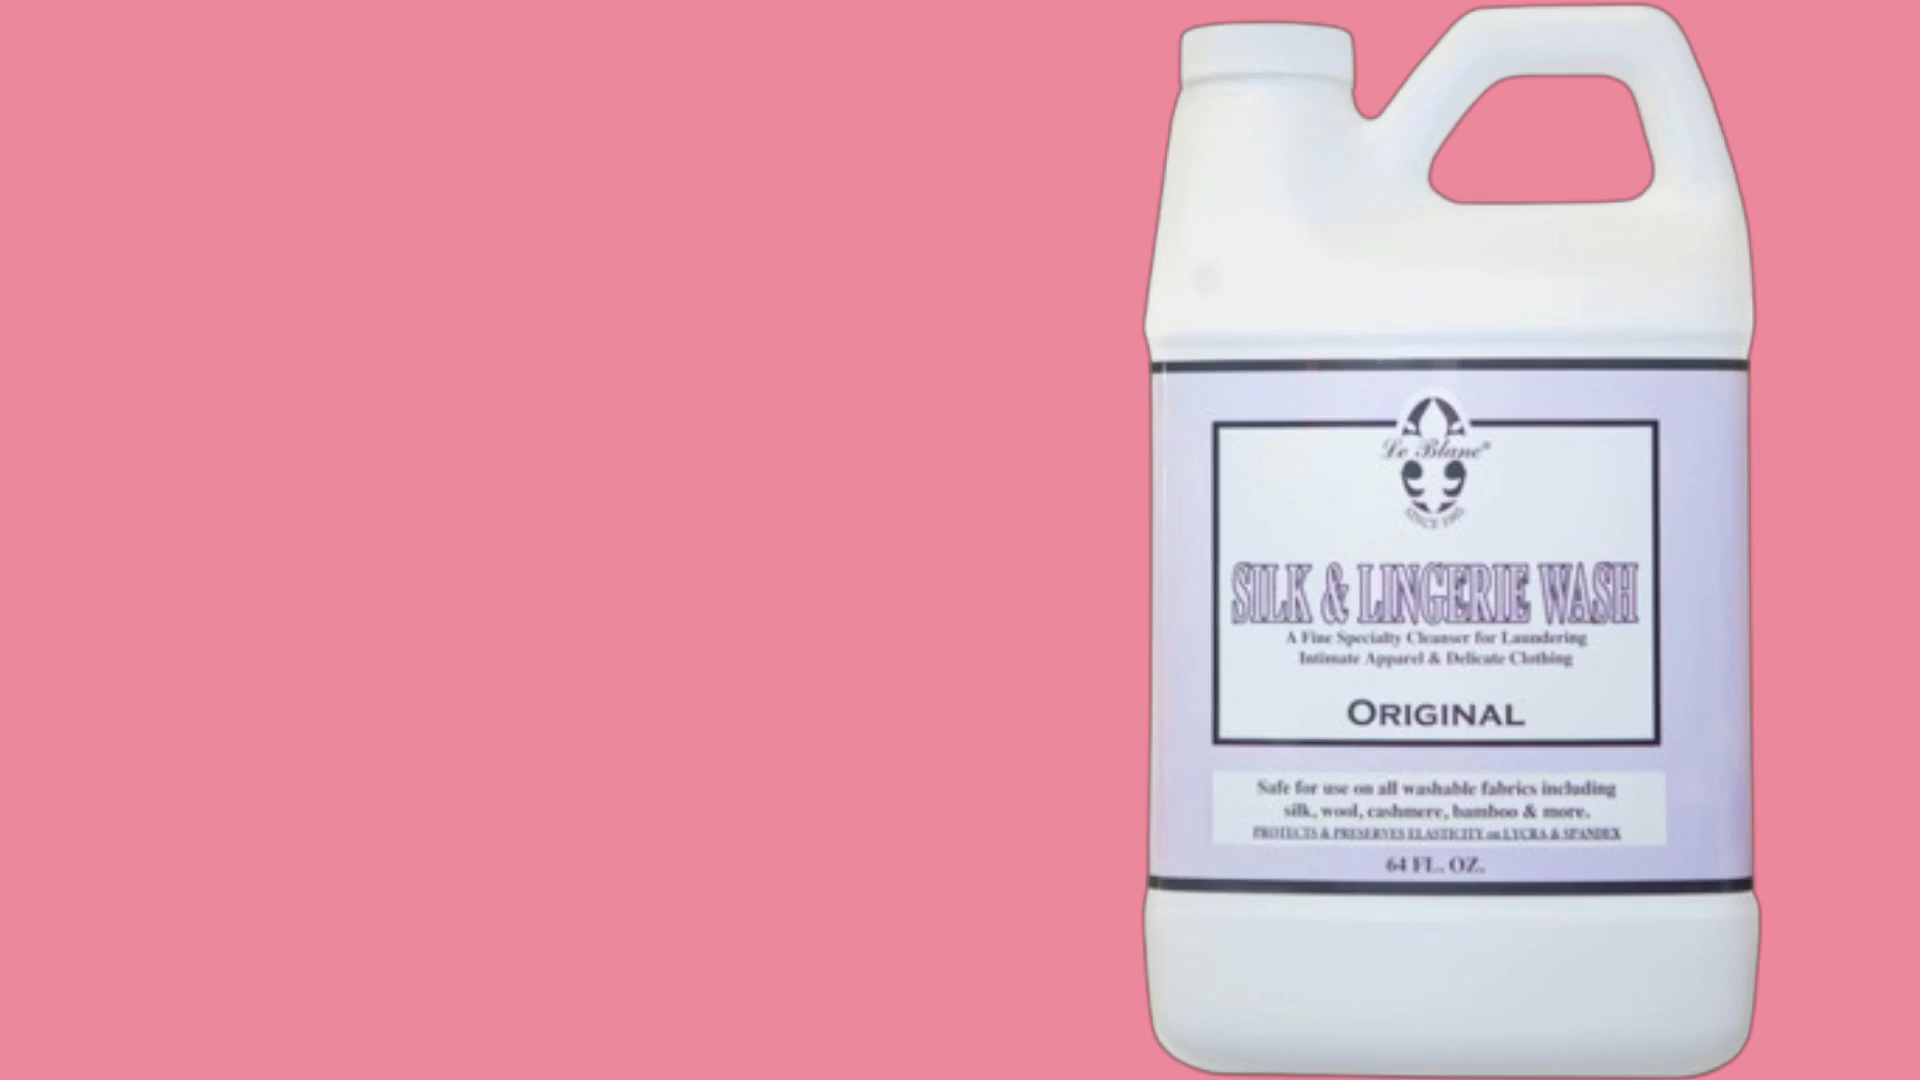 Le Blanc®
SINCE
SILK & LINGERIE WASH
A Fine Specialty Cleanser for Laundering
Intimate Apparel & Delicate Clothing
ORIGINAL
Safe for use on all washable fabrics including
silk, wool, cashmere, bamboo & more.
PROTECTS & PRESERVES ELASTICITY on LYCRA & SPANDEX
64 FL. OZ.